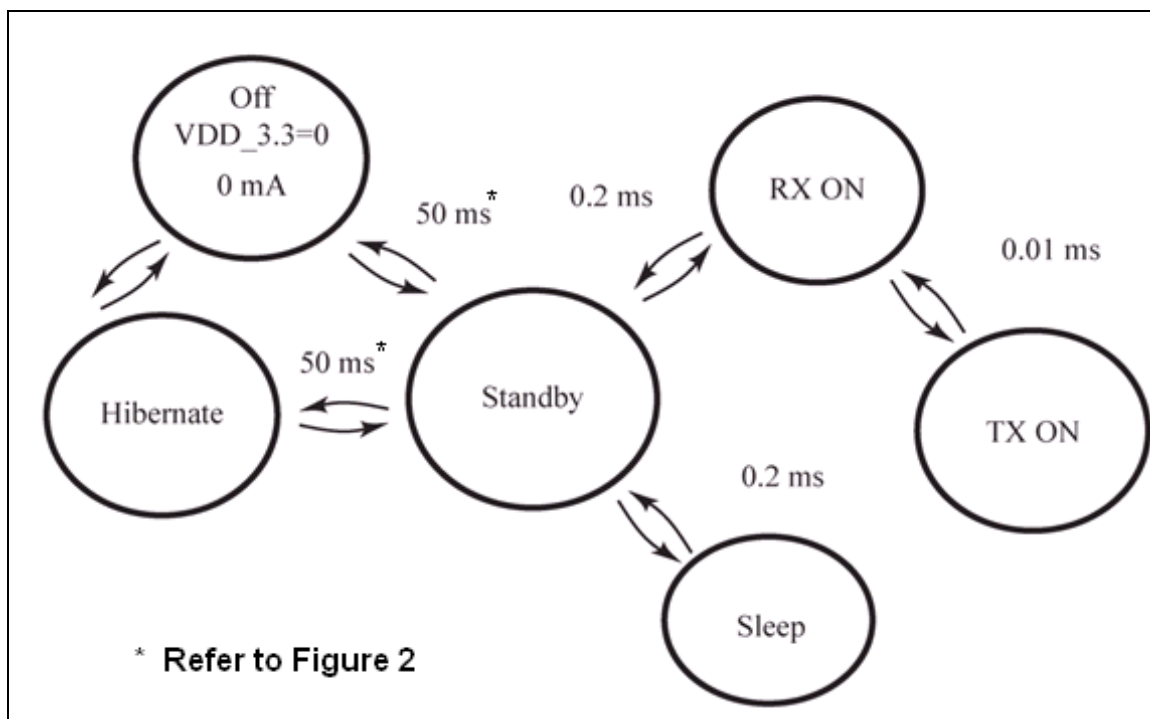 Off
VDD_3.3=0
0 mA
50 ms*
0.2 ms
RX ON
0.01 ms
50 ms*
Hibernate
Standby
TX ON
0.2 ms
Sleep
* Refer to Figure 2